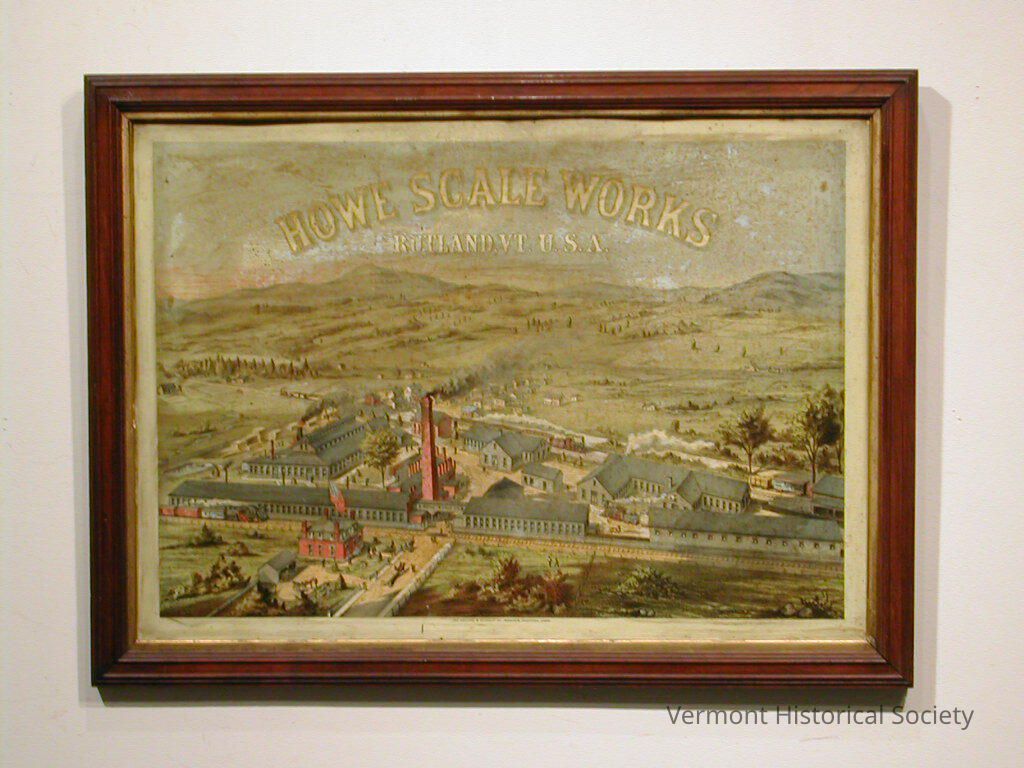 HOWE SCALE WORKS
RUTLAND, VT. U.S.A.
Vermont Historical Society